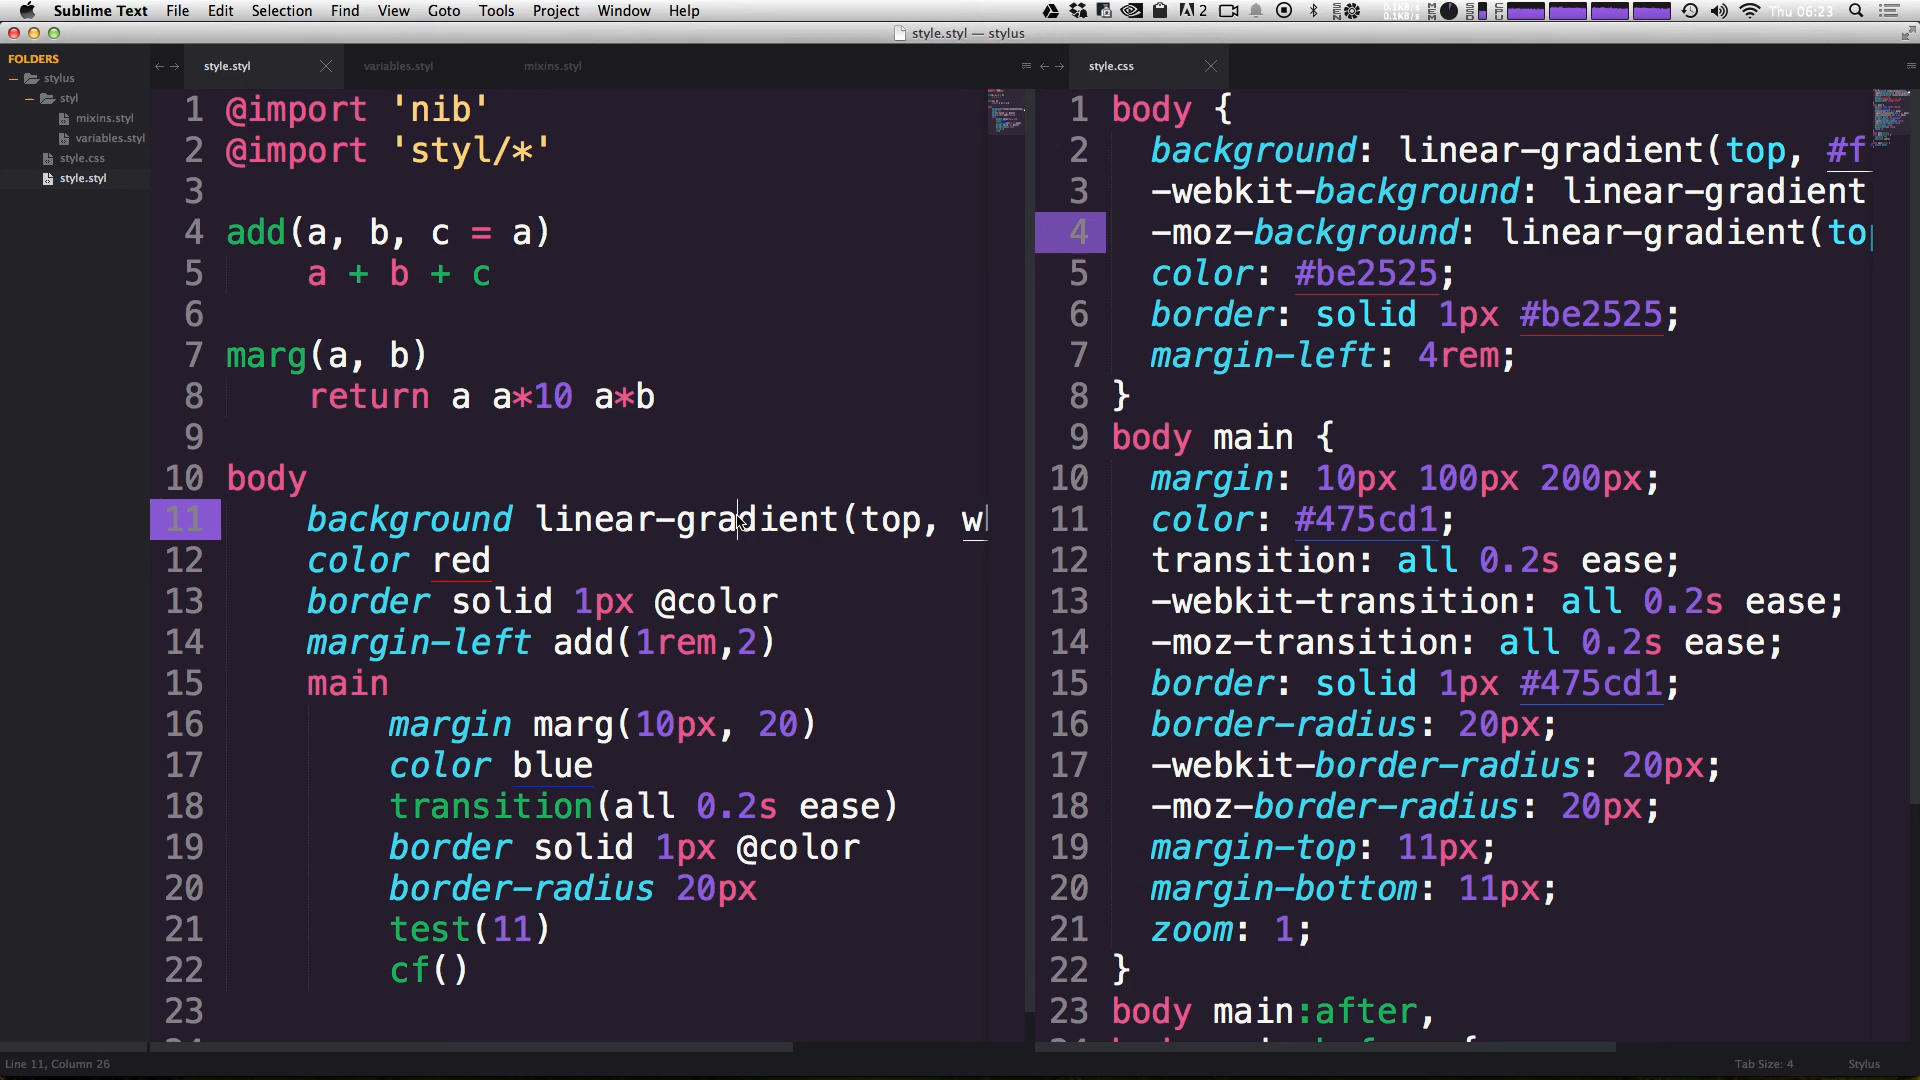 Sublime Text File Edit Selection Find View Goto Tools Project Window Help 2 Thu 06:23
style.styl — stylus
FOLDERS
stylus
styl
mixins.styl
variables.styl
style.css
style.styl
style.styl variables.styl mixins.styl
1 @import 'nib'
2 @import 'styl/*'
3
4 add(a, b, c = a)
5 a + b + c
6
7 marg(a, b)
8 return a a*10 a*b
9
10 body
11 background linear-gradient(top, w
12 color red
13 border solid 1px @color
14 margin-left add(1rem,2)
15 main
16 margin marg(10px, 20)
17 color blue
18 transition(all 0.2s ease)
19 border solid 1px @color
20 border-radius 20px
21 test(11)
22 cf()
23
style.css
1 body {
2 background: linear-gradient(top, #f
3 -webkit-background: linear-gradient
4 -moz-background: linear-gradient(to
5 color: #be2525;
6 border: solid 1px #be2525;
7 margin-left: 4rem;
8 }
9 body main {
10 margin: 10px 100px 200px;
11 color: #475cd1;
12 transition: all 0.2s ease;
13 -webkit-transition: all 0.2s ease;
14 -moz-transition: all 0.2s ease;
15 border: solid 1px #475cd1;
16 border-radius: 20px;
17 -webkit-border-radius: 20px;
18 -moz-border-radius: 20px;
19 margin-top: 11px;
20 margin-bottom: 11px;
21 zoom: 1;
22 }
23 body main:after,
Line 11, Column 26 Tab Size: 4 Stylus